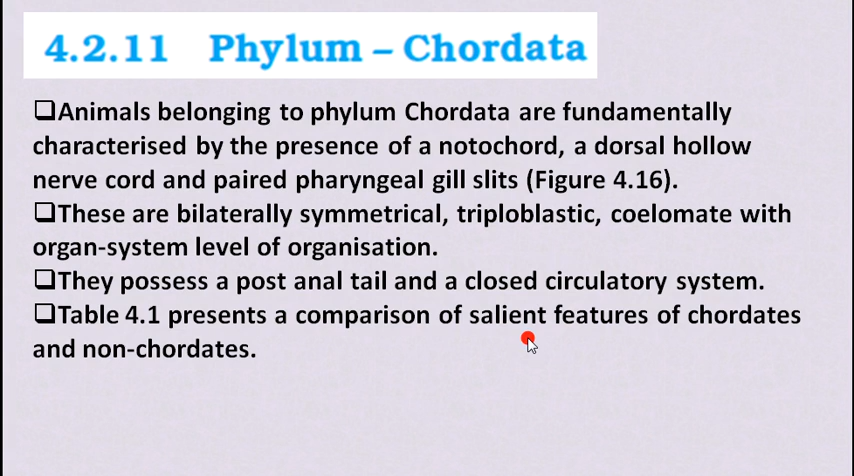 4.2.11 Phylum – Chordata
❑Animals belonging to phylum Chordata are fundamentally
characterised by the presence of a notochord, a dorsal hollow
nerve cord and paired pharyngeal gill slits (Figure 4.16).
❑These are bilaterally symmetrical, triploblastic, coelomate with
organ-system level of organisation.
❑They possess a post anal tail and a closed circulatory system.
❑Table 4.1 presents a comparison of salient features of chordates
and non-chordates.